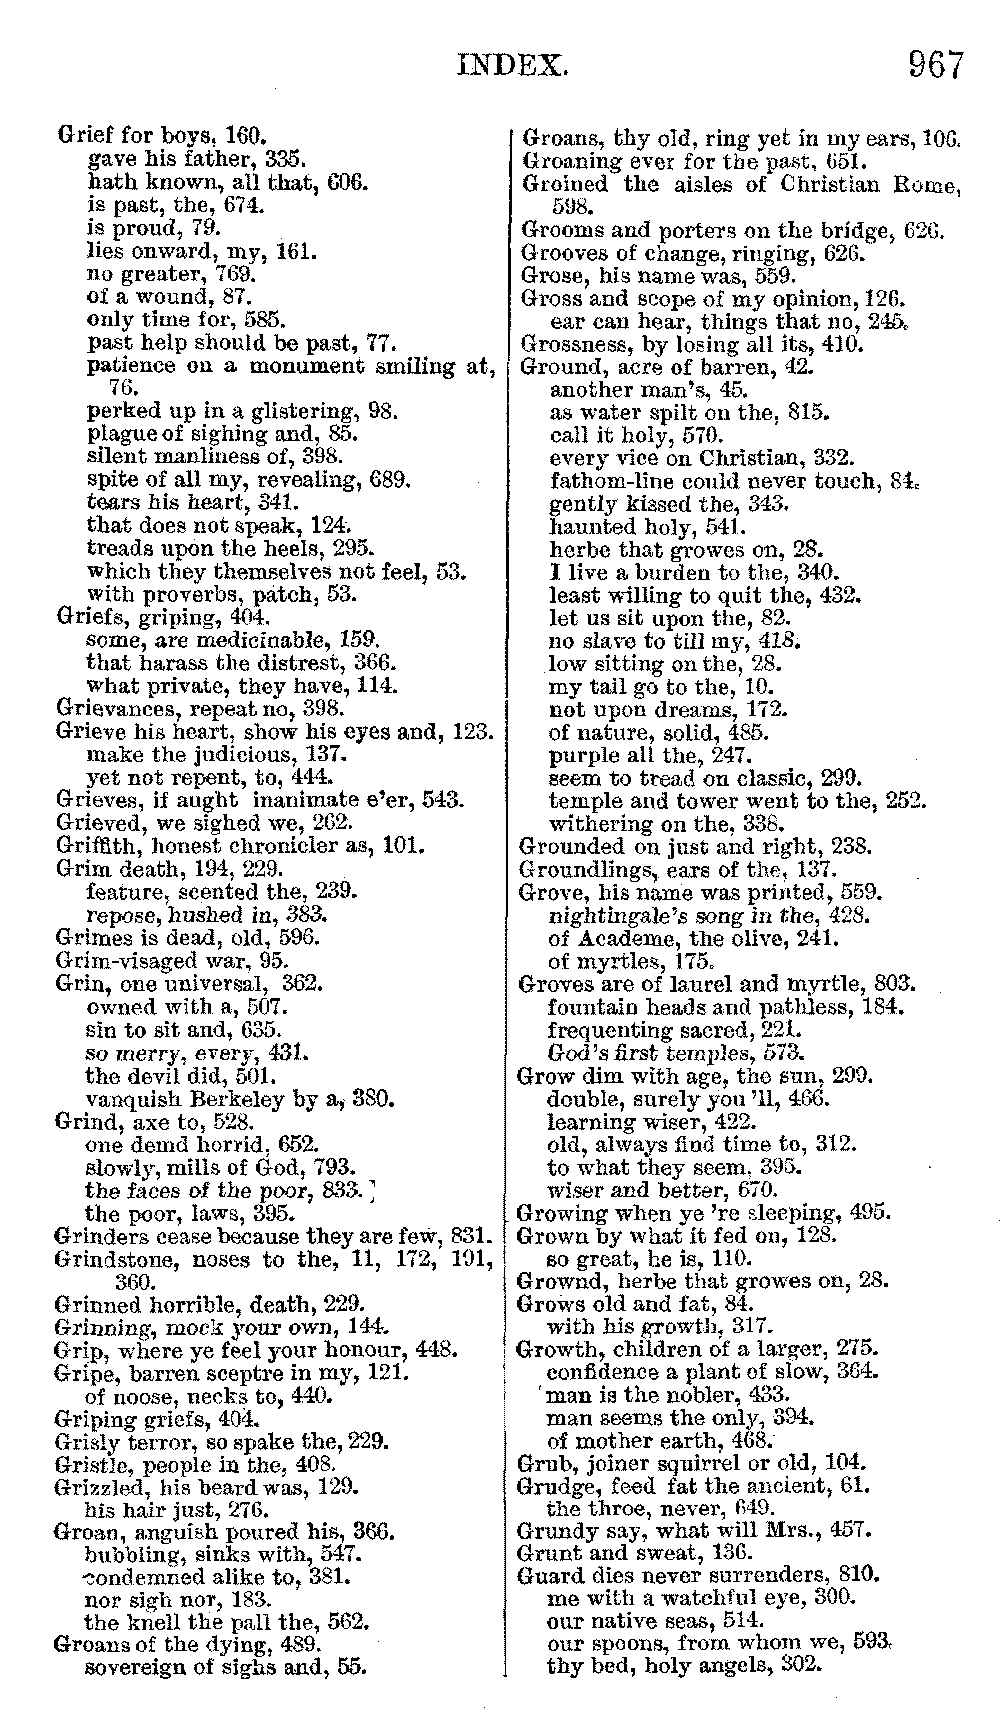 INDEX. 967
Grief for boys, 160.
gave his father, 335.
hath known, all that, 606.
is past, the, 674.
is proud, 79.
lies onward, my, 161.
no greater, 769.
of a wound, 87.
only time for, 585.
past help should be past, 77.
patience on a monument smiling at,
76.
perked up in a glistering, 98.
plague of sighing and, 85.
silent manliness of, 398.
spite of all my, revealing, 689.
tears his heart, 341.
that does not speak, 124.
treads upon the heels, 295.
which they themselves not feel, 53.
with proverbs, patch, 53.
Griefs, griping, 404.
some, are medicinable, 159.
that harass the distrest, 366.
what private, they have, 114.
Grievances, repeat no, 398.
Grieve his heart, show his eyes and, 123.
make the judicious, 137.
yet not repent, to, 444.
Grieves, if aught inanimate e'er, 543.
Grieved, we sighed we, 262.
Griffith, honest chronicler as, 101.
Grim death, 194, 229.
feature, scented the, 239.
repose, hushed in, 383.
Grimes is dead, old, 596.
Grim-visaged war, 95.
Grin, one universal, 362.
owned with a, 507.
sin to sit and, 635.
so merry, every, 431.
the devil did, 501.
vanquish Berkeley by a, 380.
Grind, axe to, 528.
one demd horrid, 652.
slowly, mills of God, 793.
the faces of the poor, 833.
the poor, laws, 395.
Grinders cease because they are few, 831.
Grindstone, noses to the, 11, 172, 191,
360.
Grinned horrible, death, 229.
Grinning, mock your own, 144.
Grip, where ye feel your honour, 448.
Gripe, barren sceptre in my, 121.
of noose, necks to, 440.
Griping griefs, 404.
Grisly terror, so spake the, 229.
Gristle, people in the, 408.
Grizzled, his beard was, 129.
his hair just, 276.
Groan, anguish poured his, 366.
bubbling, sinks with, 547.
condemned alike to, 381.
nor sigh nor, 183.
the knell the pall the, 562.
Groans of the dying, 489.
sovereign of sighs and, 55.
Groans, thy old, ring yet in my ears, 106.
Groaning ever for the past, 651.
Groined the aisles of Christian Rome,
598.
Grooms and porters on the bridge, 626.
Grooves of change, ringing, 626.
Grose, his name was, 559.
Gross and scope of my opinion, 126.
ear can hear, things that no, 245.
Grossness, by losing all its, 410.
Ground, acre of barren, 42.
another man's, 45.
as water spilt on the, 815.
call it holy, 570.
every vice on Christian, 332.
fathom-line could never touch, 84.
gently kissed the, 343.
haunted holy, 541.
herbe that growes on, 28.
I live a burden to the, 340.
least willing to quit the, 432.
let us sit upon the, 82.
no slave to till my, 418.
low sitting on the, 28.
my tail go to the, 10.
not upon dreams, 172.
of nature, solid, 485.
purple all the, 247.
seem to tread on classic, 299.
temple and tower went to the, 252.
withering on the, 338.
Grounded on just and right, 238.
Groundlings, ears of the, 137.
Grove, his name was printed, 559.
nightingale's song in the, 428.
of Academe, the olive, 241.
of myrtles, 175.
Groves are of laurel and myrtle, 803.
fountain heads and pathless, 184.
frequenting sacred, 221.
God's first temples, 573.
Grow dim with age, the sun, 299.
double, surely you 'll, 466.
learning wiser, 422.
old, always find time to, 312.
to what they seem, 395.
wiser and better, 670.
Growing when ye 're sleeping, 495.
Grown by what it fed on, 128.
so great, he is, 110.
Grownd, herbe that growes on, 28.
Grows old and fat, 84.
with his growth, 317.
Growth, children of a larger, 275.
confidence a plant of slow, 364.
man is the nobler, 433.
man seems the only, 394.
of mother earth, 468.
Grub, joiner squirrel or old, 104.
Grudge, feed fat the ancient, 61.
the throe, never, 649.
Grundy say, what will Mrs., 457.
Grunt and sweat, 136.
Guard dies never surrenders, 810.
me with a watchful eye, 300.
our native seas, 514.
our spoons, from whom we, 593.
thy bed, holy angels, 302.